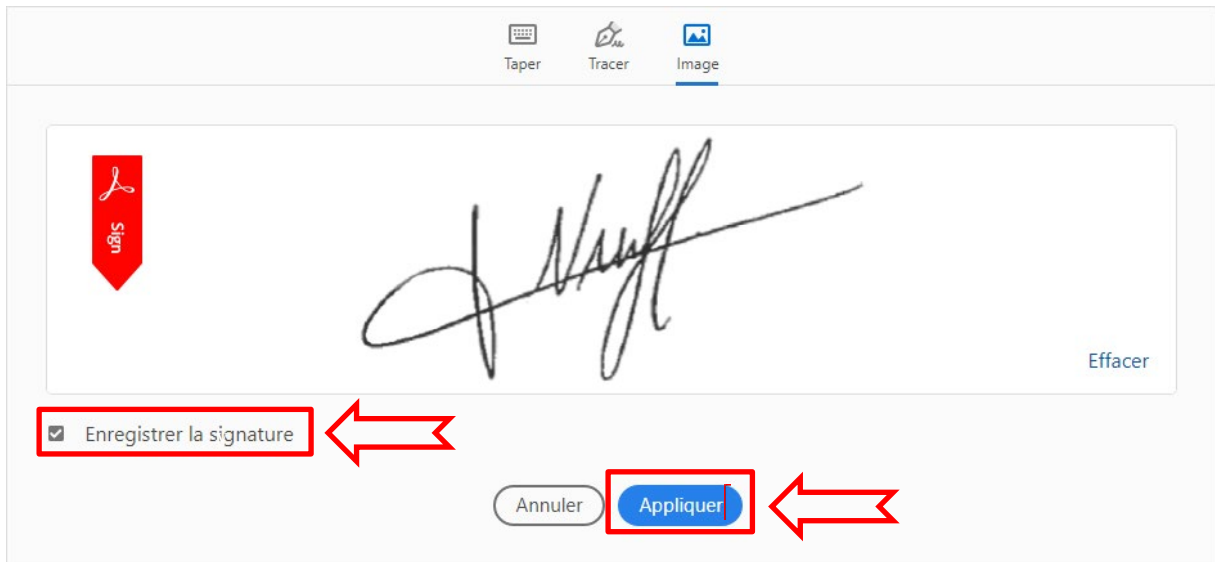 Taper Tracer Image
Sign
Effacer
Enregistrer la signature
Annuler Appliquer